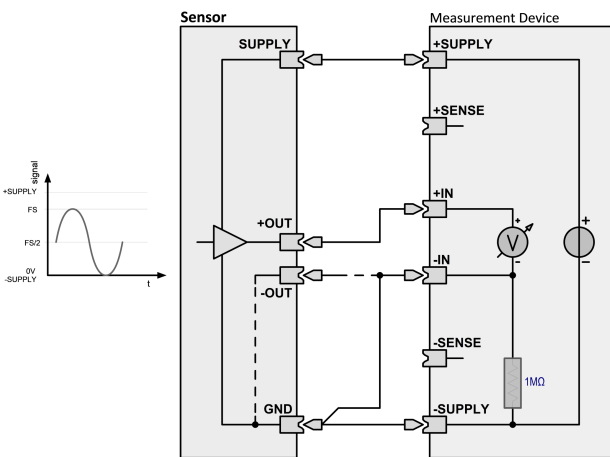 Sensor
Measurement Device
SUPPLY
+SUPPLY
+SENSE
signal
+SUPPLY
FS
FS/2
0V
-SUPPLY
t
+IN
+OUT
+
V
-
+
-
-IN
-OUT
-SENSE
1MΩ
GND
-SUPPLY